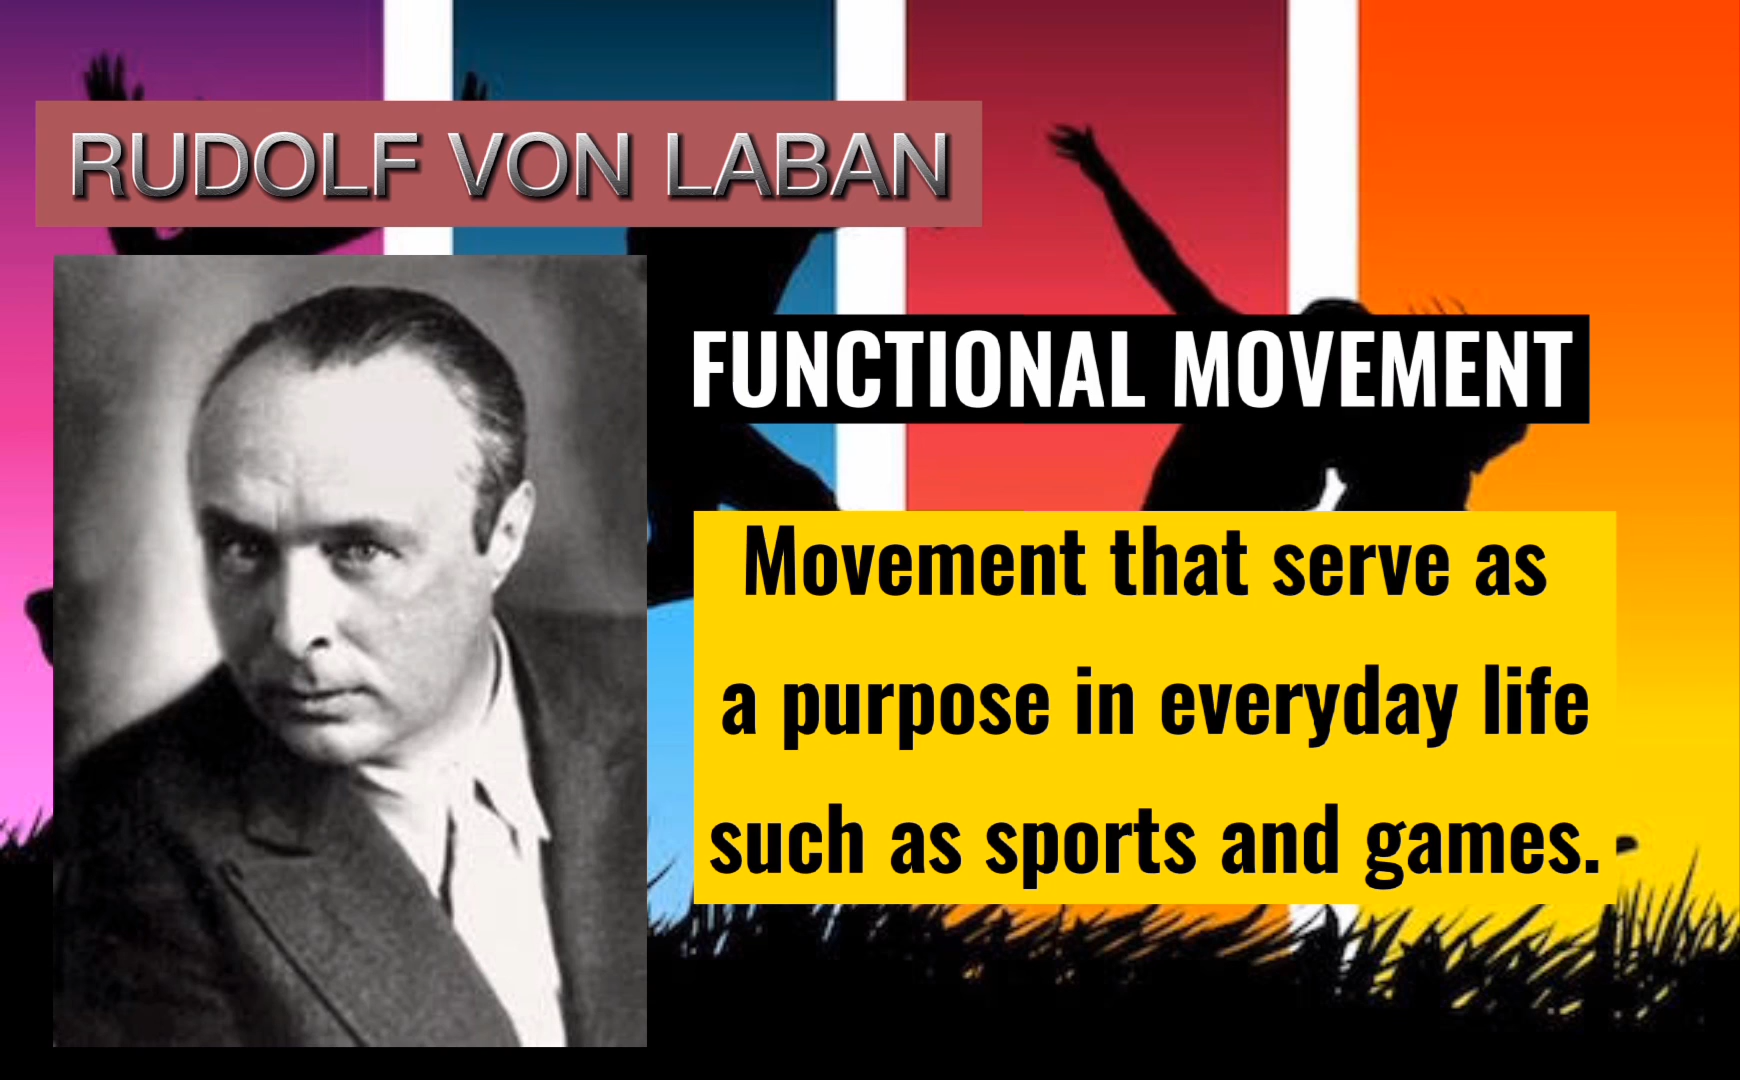 RUDOLF VON LABAN
FUNCTIONAL MOVEMENT
Movement that serve as
a purpose in everyday life
such as sports and games.